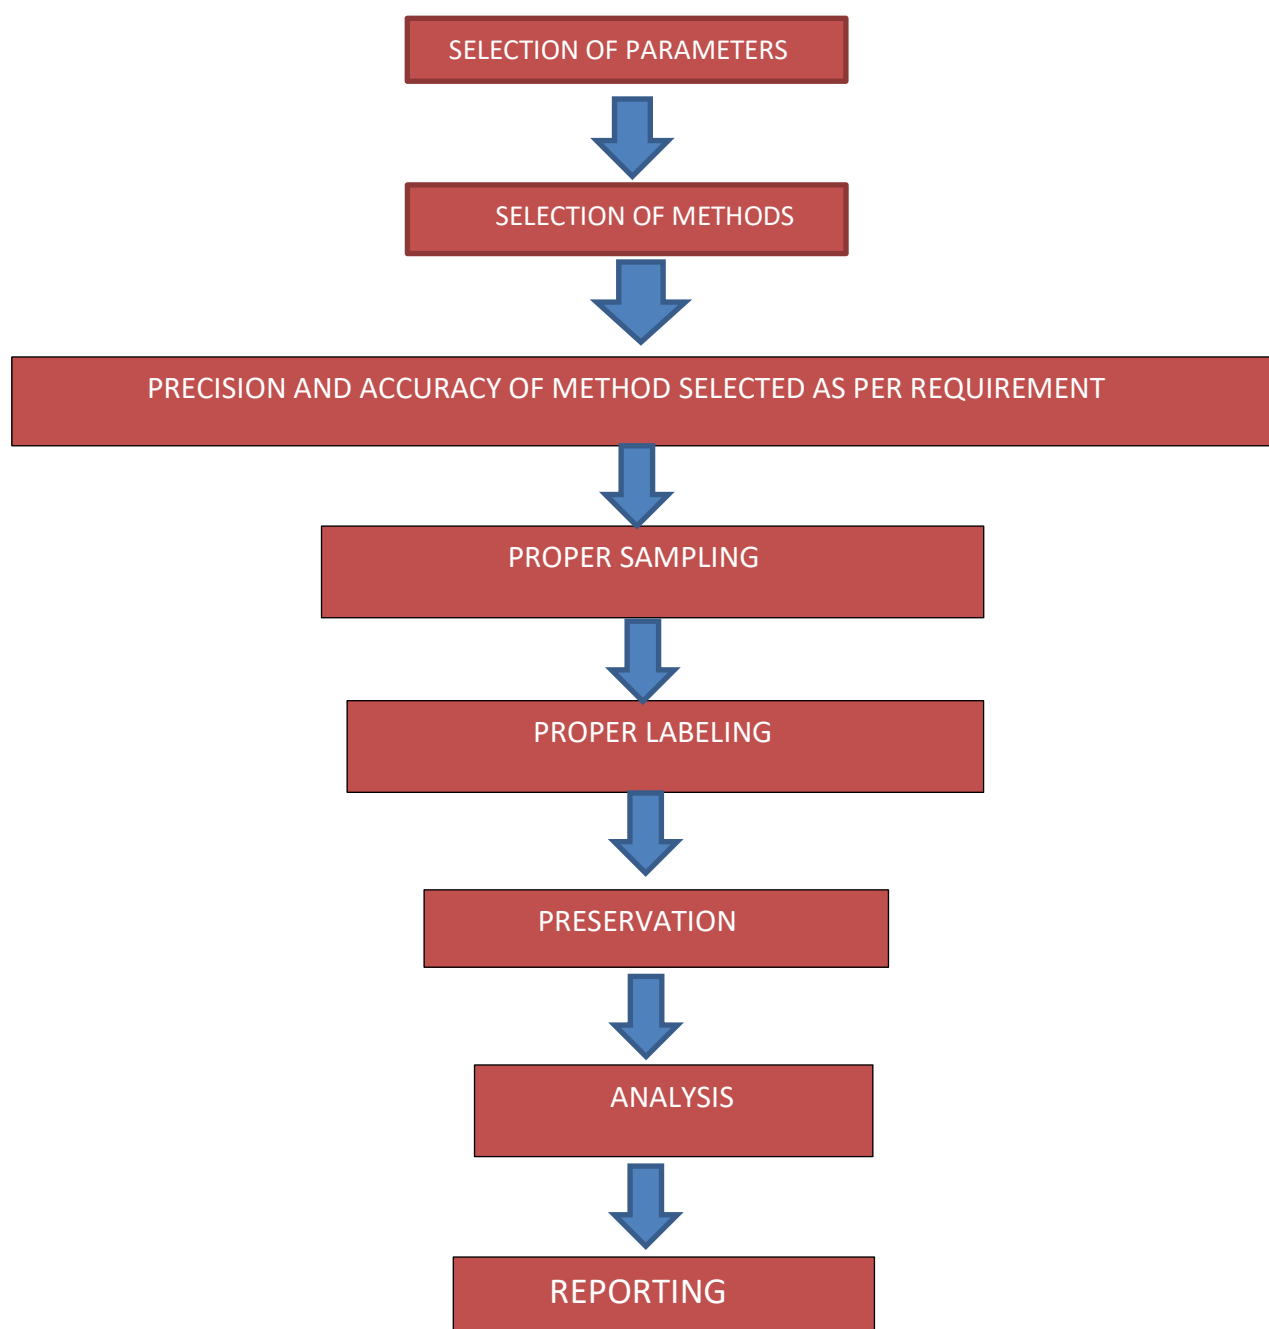 SELECTION OF PARAMETERS
SELECTION OF METHODS
PRECISION AND ACCURACY OF METHOD SELECTED AS PER REQUIREMENT
PROPER SAMPLING
PROPER LABELING
PRESERVATION
ANALYSIS
REPORTING